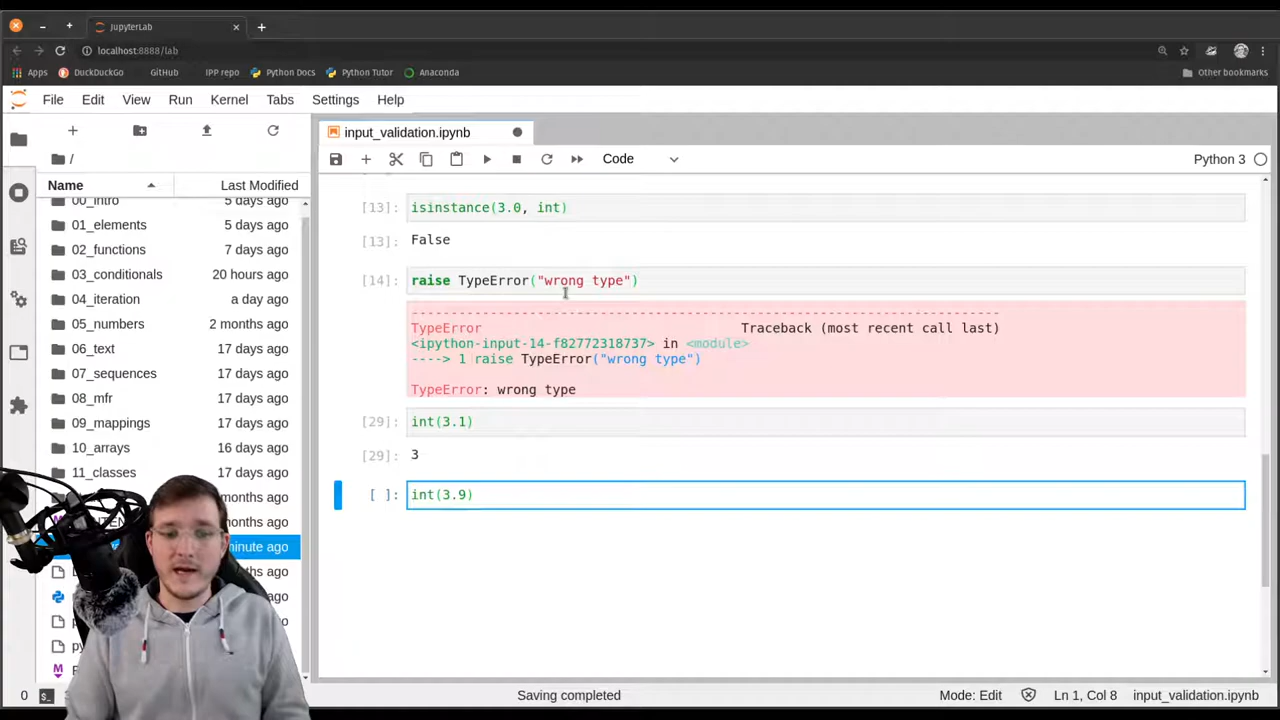 JupyterLab
localhost:8888/lab
Apps DuckDuckGo GitHub IPP repo Python Docs Python Tutor Anaconda Other bookmarks
File Edit View Run Kernel Tabs Settings Help
input_validation.ipynb
/
Code
Python 3
Name Last Modified
00_intro 5 days ago
01_elements 5 days ago
02_functions 7 days ago
03_conditionals 20 hours ago
04_iteration a day ago
05_numbers 2 months ago
06_text 17 days ago
07_sequences 17 days ago
08_mfr 17 days ago
09_mappings 17 days ago
10_arrays 16 days ago
11_classes 17 days ago
months ago
months ago
minute ago
[13]: isinstance(3.0, int)
[13]: False
[14]: raise TypeError("wrong type")
---------------------------------------------------------------------------
TypeError Traceback (most recent call last)
<ipython-input-14-f82772318737> in <module>
----> 1 raise TypeError("wrong type")
TypeError: wrong type
[29]: int(3.1)
[29]: 3
[ ]: int(3.9)
0 Saving completed Mode: Edit Ln 1, Col 8 input_validation.ipynb